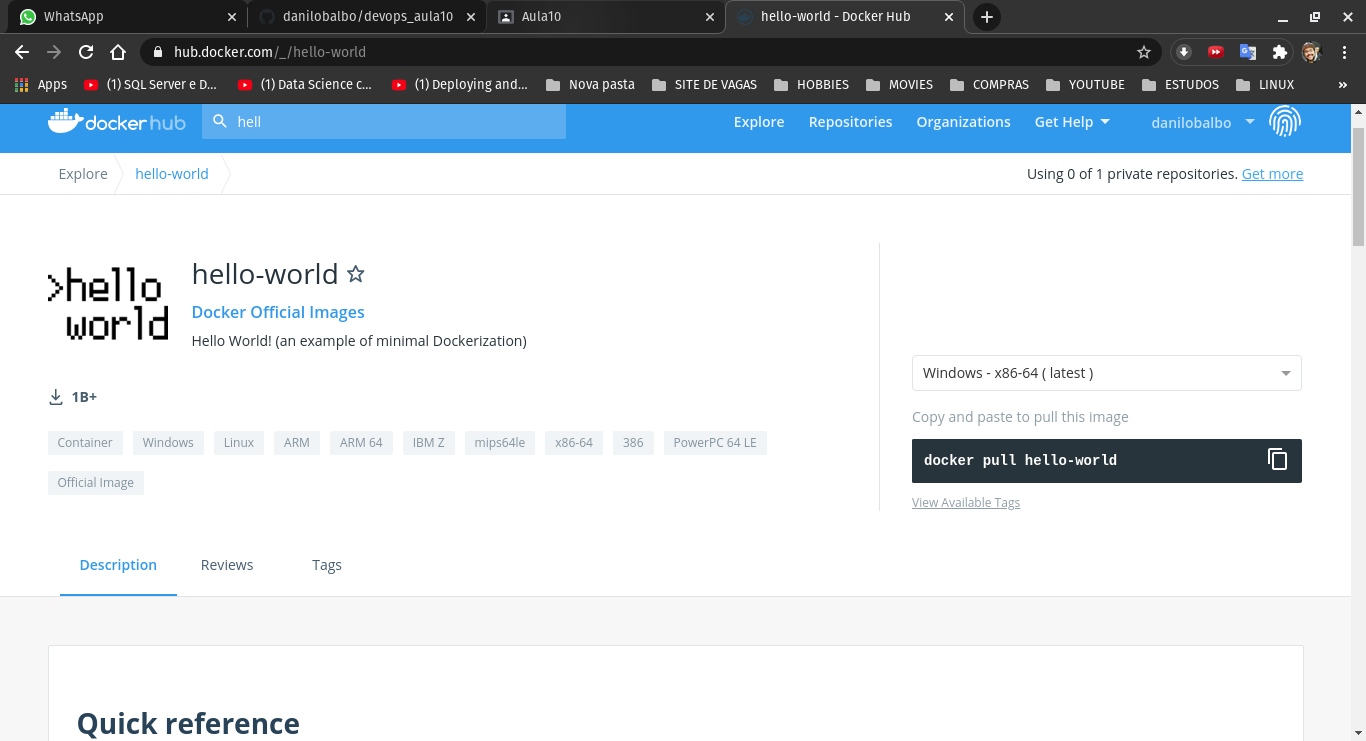 WhatsApp danilobalbo/devops_aula10 Aula10 hello-world - Docker Hub
hub.docker.com/_/hello-world
Apps (1) SQL Server e D... (1) Data Science c... (1) Deploying and... Nova pasta SITE DE VAGAS HOBBIES MOVIES COMPRAS YOUTUBE ESTUDOS LINUX »
docker hub hell Explore Repositories Organizations Get Help danilobalbo
Explore hello-world Using 0 of 1 private repositories. Get more
>hello
world
hello-world
Docker Official Images
Hello World! (an example of minimal Dockerization)
1B+
Container Windows Linux ARM ARM 64 IBM Z mips64le x86-64 386 PowerPC 64 LE
Official Image
Windows - x86-64 ( latest )
Copy and paste to pull this image
docker pull hello-world
View Available Tags
Description Reviews Tags
Quick reference